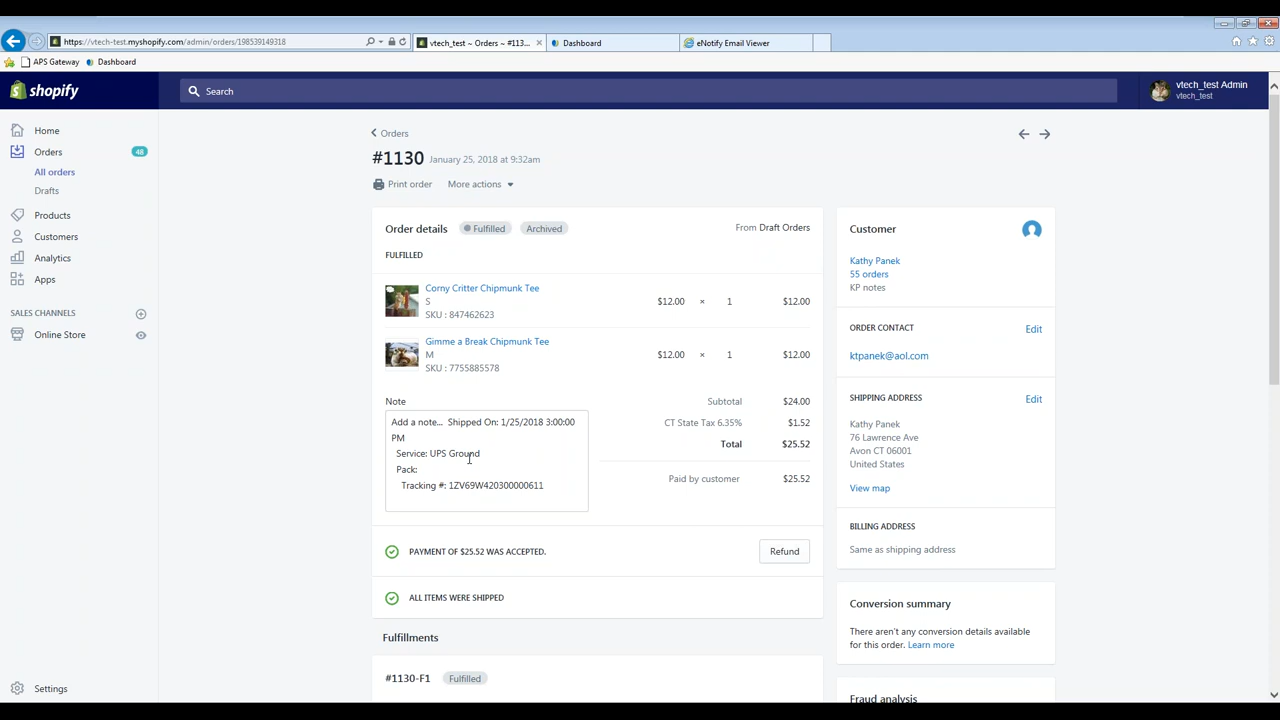 https://vtech-test.myshopify.com/admin/orders/198539149318
vtech_test ~ Orders ~ #113...
Dashboard
eNotify Email Viewer
APS Gateway
Dashboard
shopify
Search
vtech_test Admin
vtech_test
Home
Orders
48
All orders
Drafts
Products
Customers
Analytics
Apps
SALES CHANNELS
Online Store
Settings
Orders
#1130 January 25, 2018 at 9:32am
Print order More actions
Order details Fulfilled Archived From Draft Orders
FULFILLED
Corny Critter Chipmunk Tee
S $12.00 × 1 $12.00
SKU : 847462623
Gimme a Break Chipmunk Tee
M $12.00 × 1 $12.00
SKU : 7755885578
Note
Add a note... Shipped On: 1/25/2018 3:00:00
PM
Service: UPS Ground
Pack:
Tracking #: 1ZV69W420300000611
Subtotal $24.00
CT State Tax 6.35% $1.52
Total $25.52
Paid by customer $25.52
PAYMENT OF $25.52 WAS ACCEPTED. Refund
ALL ITEMS WERE SHIPPED
Fulfillments
#1130-F1 Fulfilled
Customer
Kathy Panek
55 orders
KP notes
ORDER CONTACT Edit
ktpanek@aol.com
SHIPPING ADDRESS Edit
Kathy Panek
76 Lawrence Ave
Avon CT 06001
United States
View map
BILLING ADDRESS
Same as shipping address
Conversion summary
There aren't any conversion details available
for this order. Learn more
Fraud analysis